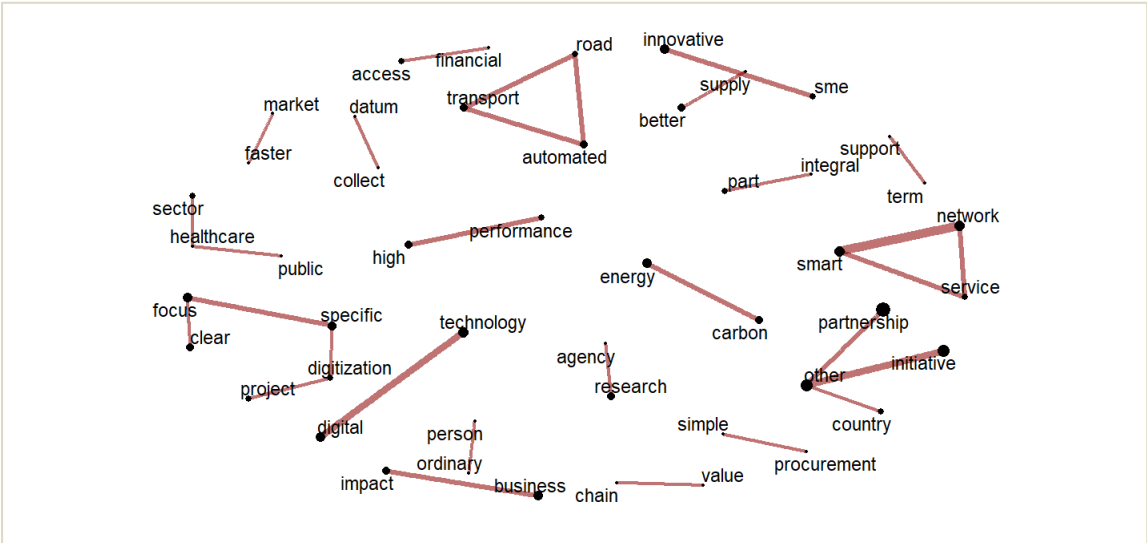 road
innovative
financial
access
supply
sme
transport
market
datum
better
automated
support
faster
integral
collect
part
term
sector
network
healthcare
performance
high
smart
public
energy
service
focus
specific
technology
partnership
clear
carbon
agency
initiative
digitization
other
project
research
simple
country
digital
person
ordinary
procurement
impact
business
value
chain